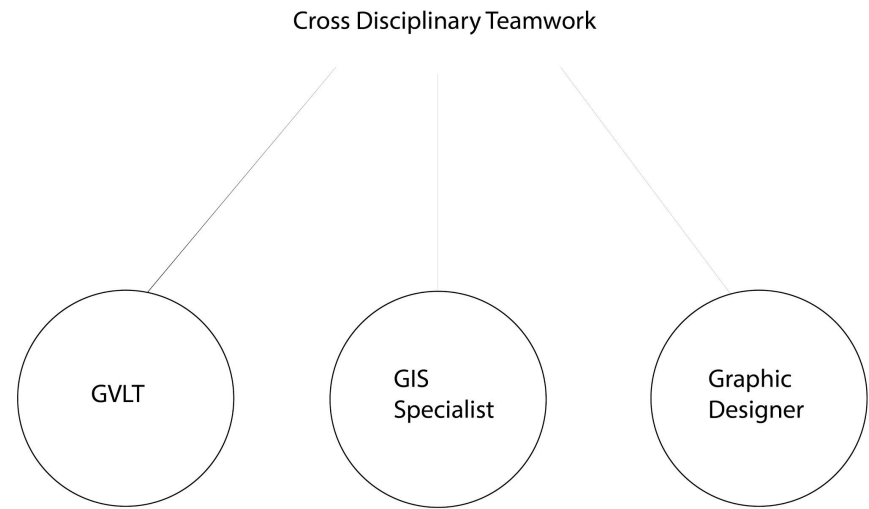 Cross Disciplinary Teamwork
GVLT
GIS
Specialist
Graphic
Designer